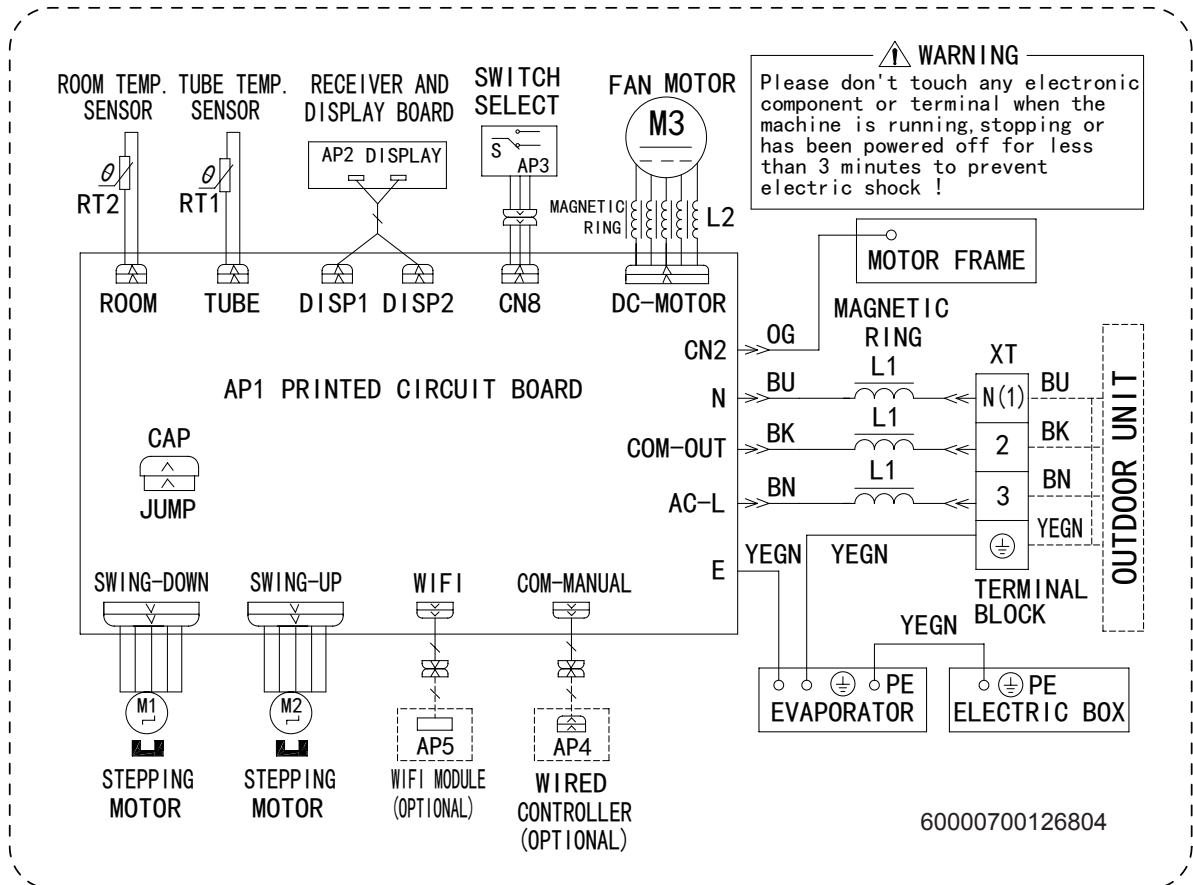 WARNING
Please don't touch any electronic
component or terminal when the
machine is running,stopping or
has been powered off for less
than 3 minutes to prevent
electric shock !
ROOM TEMP.
SENSOR
TUBE TEMP.
SENSOR
RECEIVER AND
DISPLAY BOARD
SWITCH
SELECT
FAN MOTOR
AP2 DISPLAY
S
AP3
M3
θ
RT2
θ
RT1
MAGNETIC
RING
L2
MOTOR FRAME
ROOM
TUBE
DISP1
DISP2
CN8
DC-MOTOR
CN2
OG
MAGNETIC
RING
AP1 PRINTED CIRCUIT BOARD
N
BU
L1
XT
N(1)
BU
COM-OUT
BK
L1
2
BK
AC-L
BN
L1
3
BN
YEGN
OUTDOOR UNIT
CAP
JUMP
E
YEGN
YEGN
TERMINAL
BLOCK
YEGN
SWING-DOWN
SWING-UP
WIFI
COM-MANUAL
PE
EVAPORATOR
PE
ELECTRIC BOX
M1
M2
AP5
AP4
STEPPING
MOTOR
STEPPING
MOTOR
WIFI MODULE
(OPTIONAL)
WIRED
CONTROLLER
(OPTIONAL)
60000700126804